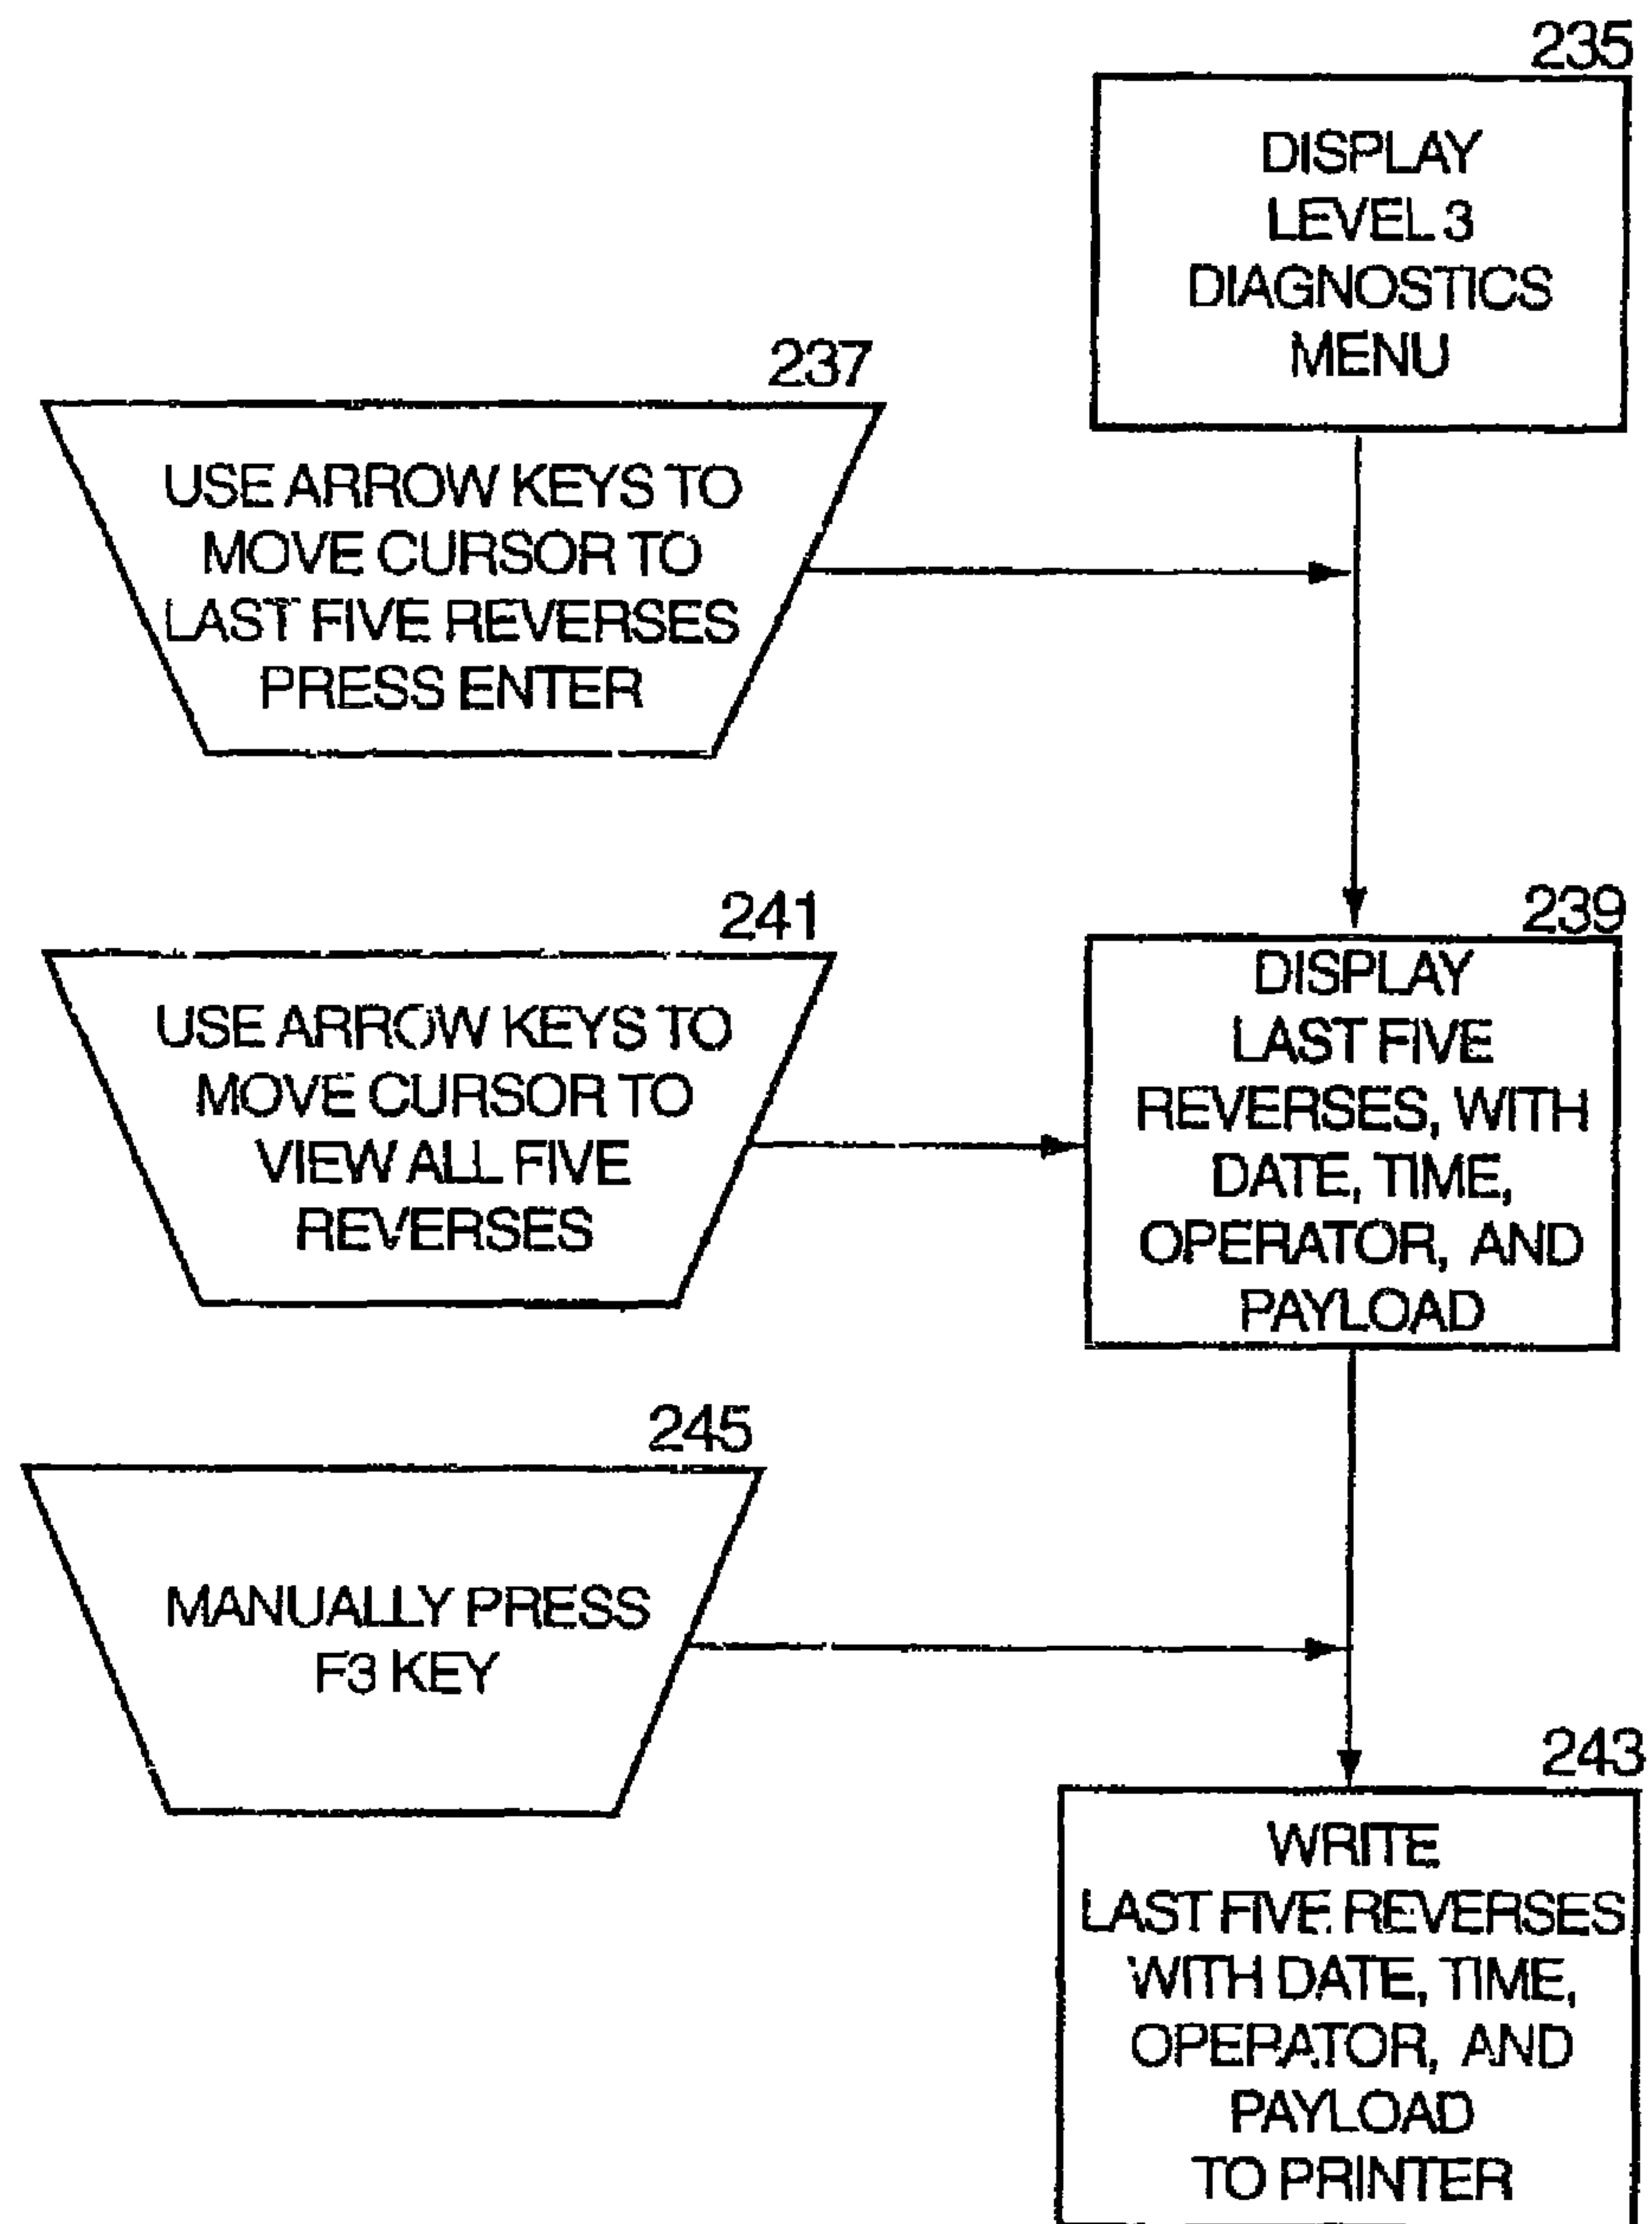 235
DISPLAY
LEVEL 3
DIAGNOSTICS
MENU
237
USE ARROW KEYS TO
MOVE CURSOR TO
LAST FIVE REVERSES
PRESS ENTER
241
USE ARROW KEYS TO
MOVE CURSOR TO
VIEW ALL FIVE
REVERSES
239
DISPLAY
LAST FIVE
REVERSES, WITH
DATE, TIME,
OPERATOR, AND
PAYLOAD
245
MANUALLY PRESS
F3 KEY
243
WRITE
LAST FIVE REVERSES
WITH DATE, TIME,
OPERATOR, AND
PAYLOAD
TO PRINTER